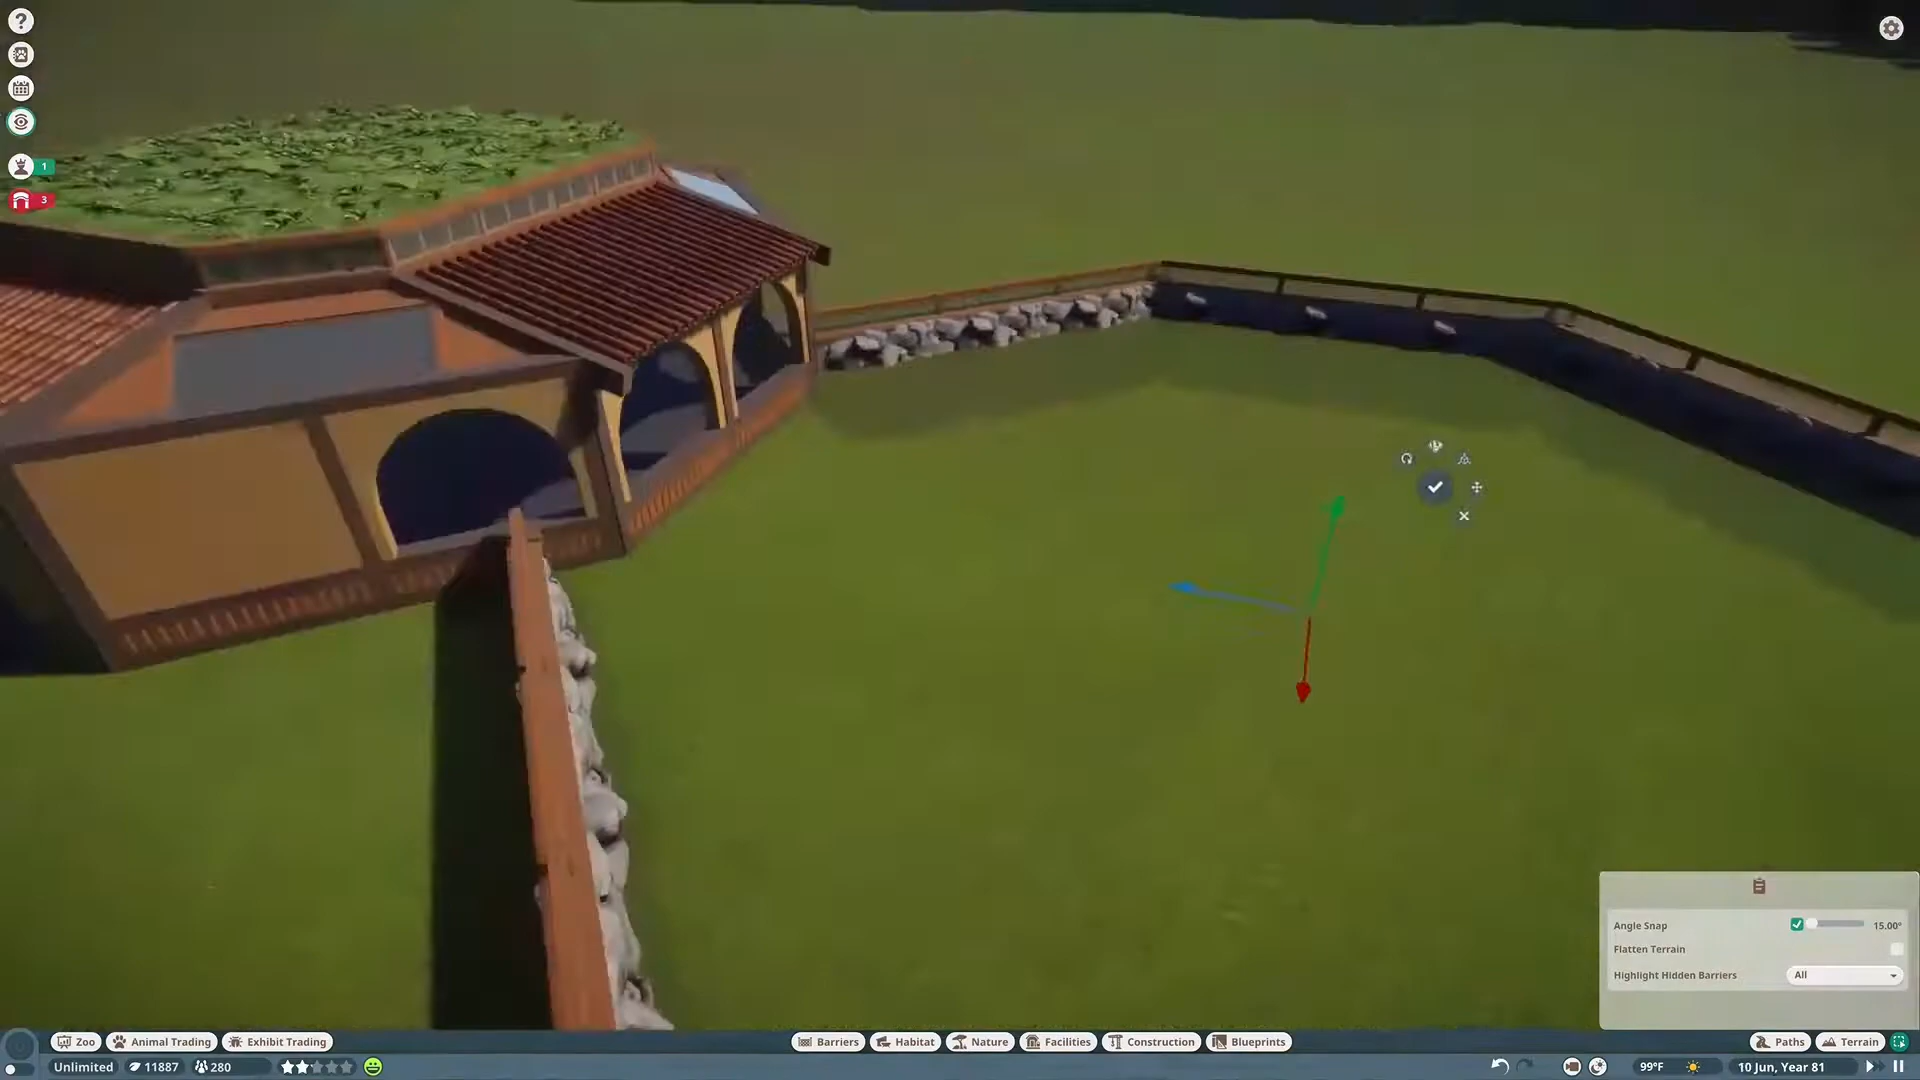 ?
1
3
Angle Snap 15.00°
Flatten Terrain
Highlight Hidden Barriers All
Zoo Animal Trading Exhibit Trading Barriers Habitat Nature Facilities Construction Blueprints Paths Terrain
Unlimited 11887 280 99°F 10 Jun, Year 81